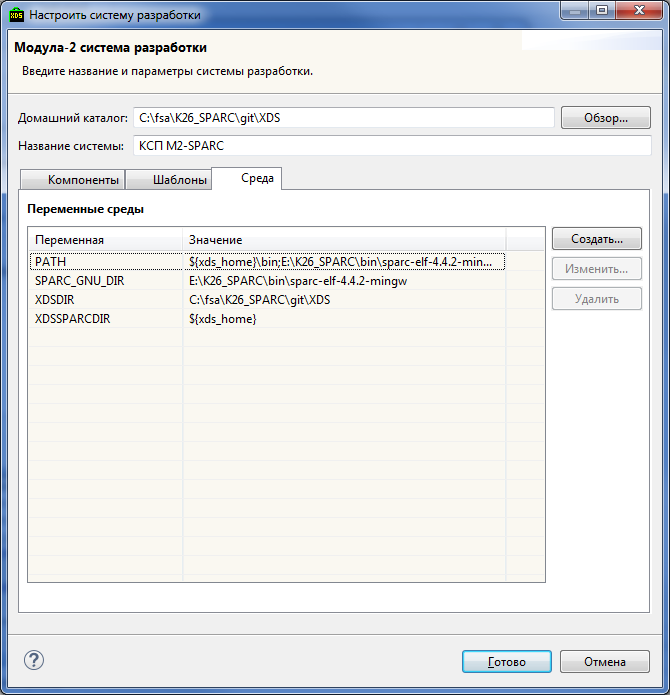 XDS Настроить систему разработки
Модула-2 система разработки
Введите название и параметры системы разработки.
Домашний каталог: C:\fsa\K26_SPARC\git\XDS Обзор...
Название системы: КСП М2-SPARC
Компоненты Шаблоны Среда
Переменные среды
Переменная Значение
PATH ${xds_home}\bin;E:\K26_SPARC\bin\sparc-elf-4.4.2-min...
SPARC_GNU_DIR E:\K26_SPARC\bin\sparc-elf-4.4.2-mingw
XDSDIR C:\fsa\K26_SPARC\git\XDS
XDSSPARCDIR ${xds_home}
Создать...
Изменить...
Удалить
? Готово Отмена